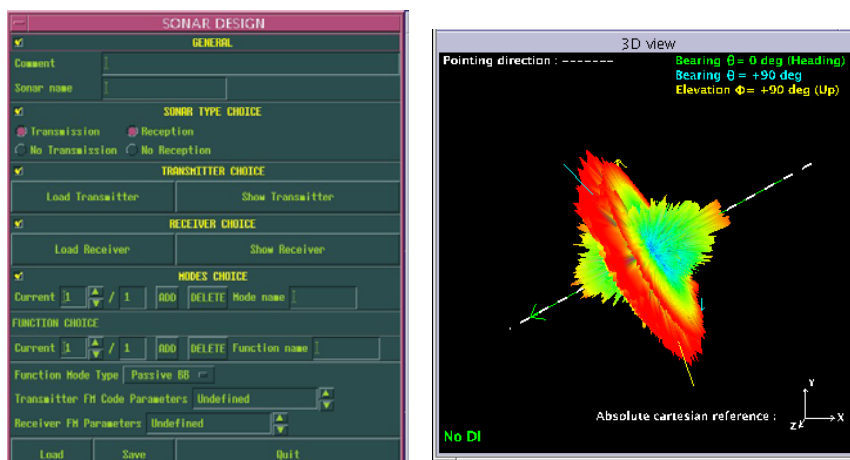 SONAR DESIGN
GENERAL
Comment
Sonar name
SONAR TYPE CHOICE
Transmission Reception
No Transmission No Reception
TRANSMITTER CHOICE
Load Transmitter Show Transmitter
RECEIVER CHOICE
Load Receiver Show Receiver
MODES CHOICE
Current 1 / 1 ADD DELETE Mode name
FUNCTION CHOICE
Current 1 / 1 ADD DELETE Function name
Function Mode Type Passive BB
Transmitter FM Code Parameters Undefined
Receiver FM Parameters Undefined
Load Save Quit
3D view
Pointing direction : -------
Bearing θ= 0 deg (Heading)
Bearing θ = +90 deg
Elevation Φ= +90 deg (Up)
Absolute cartesian reference :
Y
X
Z
No DI